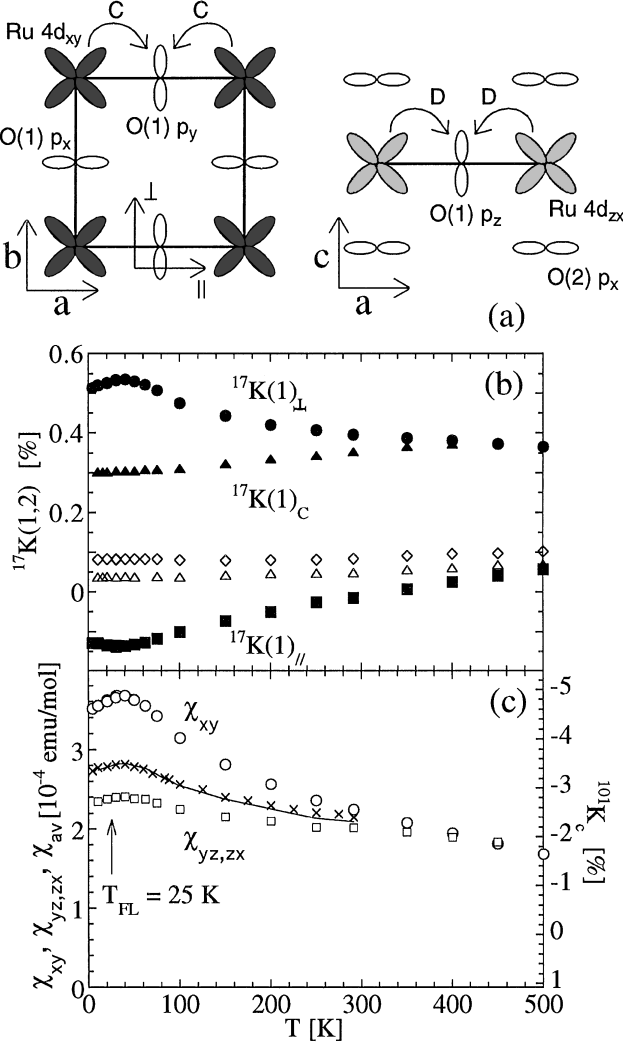 C C
Ru 4dxy
O(1) py
O(1) px
⊥
//
b
a
D D
O(1) pz
Ru 4dzx
O(2) px
c
a
(a)
0.6
0.4
0.2
0
17K(1,2) [%]
(b)
17K(1)⊥
17K(1)C
17K(1)//
(c)
χxy
χyz,zx
TFL = 25 K
3
2
1
0
χxy, χyz,zx, χav [10-4 emu/mol]
-5
-4
-3
-2
-1
0
1
101Kc [%]
0 100 200 300 400 500
T [K]